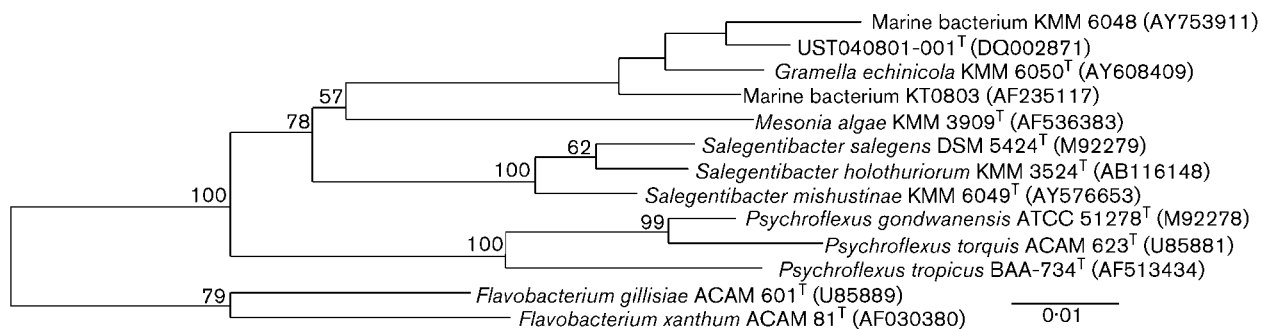 Marine bacterium KMM 6048 (AY753911)
UST040801-001ᵀ (DQ002871)
Gramella echinicola KMM 6050ᵀ (AY608409)
Marine bacterium KT0803 (AF235117)
57
Mesonia algae KMM 3909ᵀ (AF536383)
78
Salegentibacter salegens DSM 5424ᵀ (M92279)
62
Salegentibacter holothuriorum KMM 3524ᵀ (AB116148)
100
Salegentibacter mishustinae KMM 6049ᵀ (AY576653)
100
Psychroflexus gondwanensis ATCC 51278ᵀ (M92278)
99
Psychroflexus torquis ACAM 623ᵀ (U85881)
100
Psychroflexus tropicus BAA-734ᵀ (AF513434)
79
Flavobacterium gillisiae ACAM 601ᵀ (U85889)
Flavobacterium xanthum ACAM 81ᵀ (AF030380)
0·01